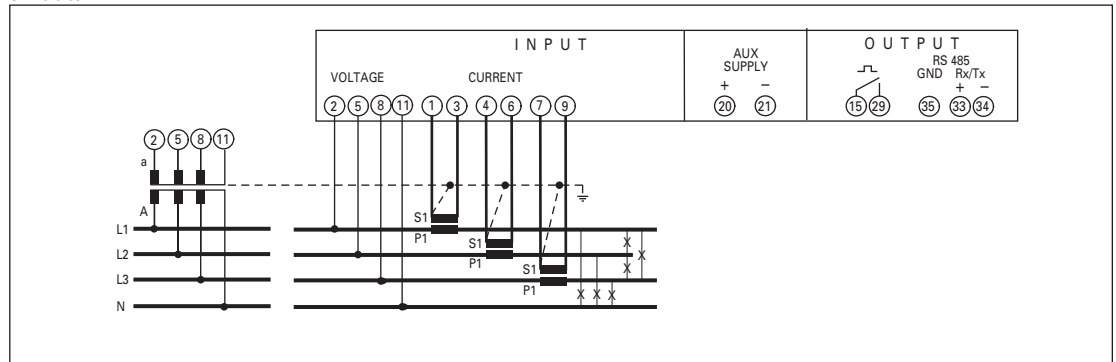 INPUT
AUX
SUPPLY
OUTPUT
RS 485
VOLTAGE
CURRENT
+ −
GND Rx/Tx
+ −
2 5 8 11 1 3 4 6 7 9
20 21
15 29 35 33 34
2 5 8 11
a
A
S1
P1
L1
S1
P1
L2
S1
P1
L3
N
X
X
X
X X X